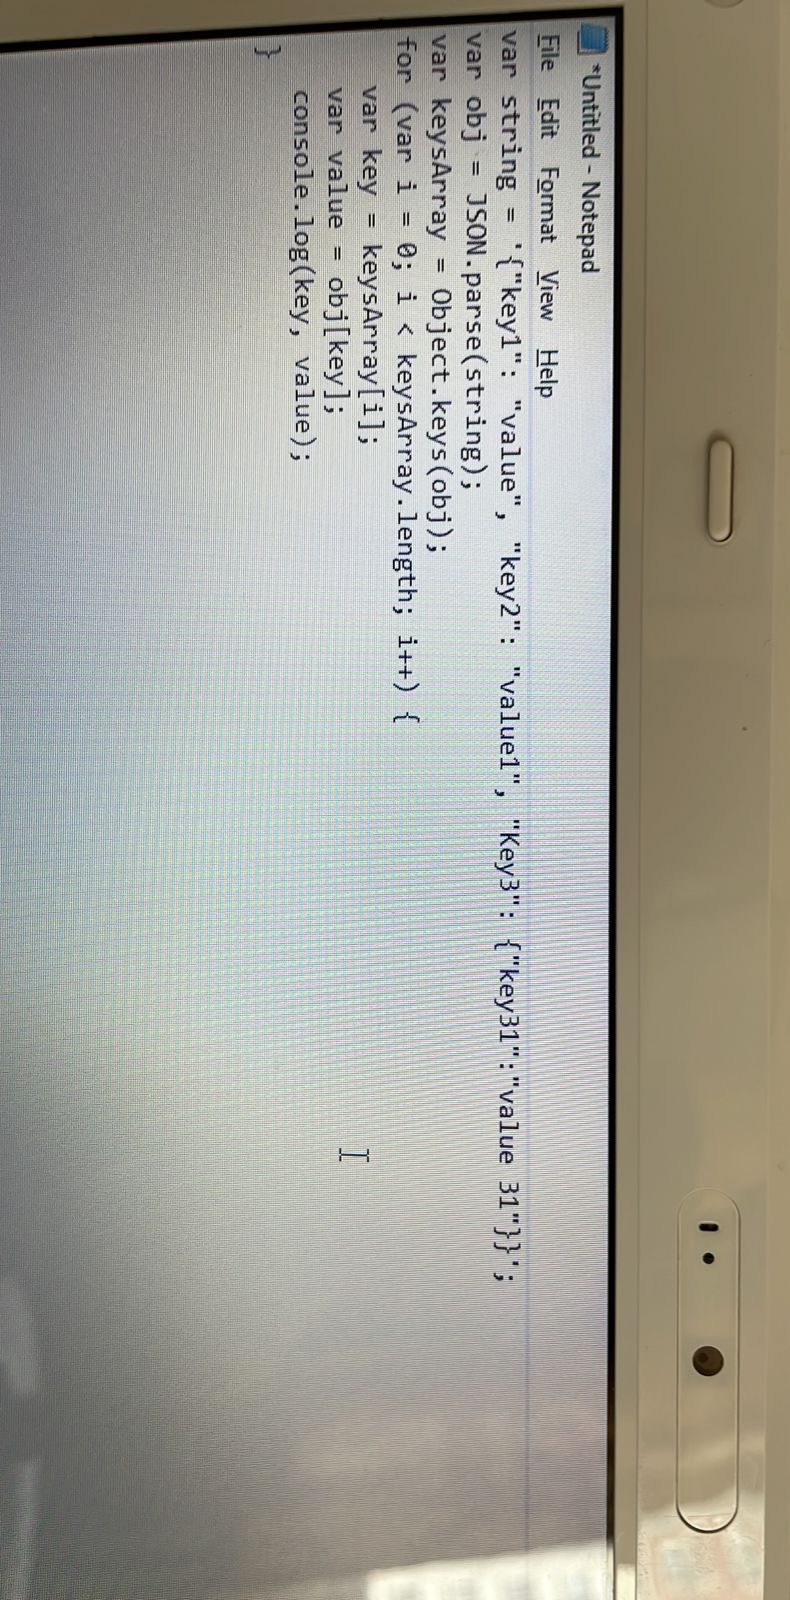 *Untitled - Notepad
File Edit Format View Help
var string = '{"key1": "value", "key2": "value1", "Key3": {"key31":"value 31"}}';
var obj = JSON.parse(string);
var keysArray = Object.keys(obj);
for (var i = 0; i < keysArray.length; i++) {
   var key = keysArray[i];
   var value = obj[key];
   console.log(key, value);
}